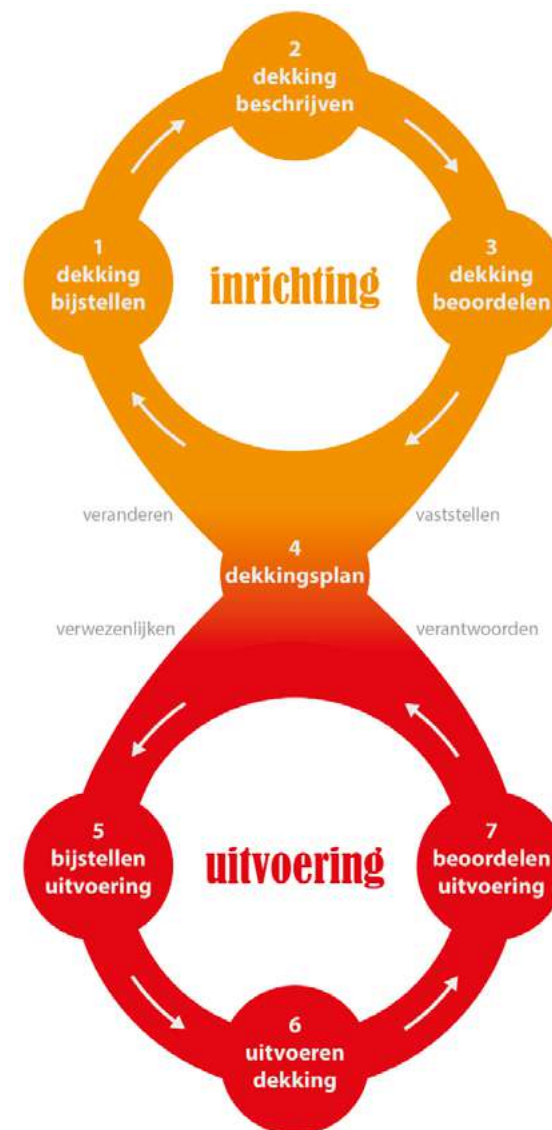 2
dekking
beschrijven
1
dekking
bijstellen
inrichting
3
dekking
beoordelen
veranderen
vaststellen
4
dekkingsplan
verwezenlijken
verantwoorden
5
bijstellen
uitvoering
uitvoering
7
beoordelen
uitvoering
6
uitvoeren
dekking